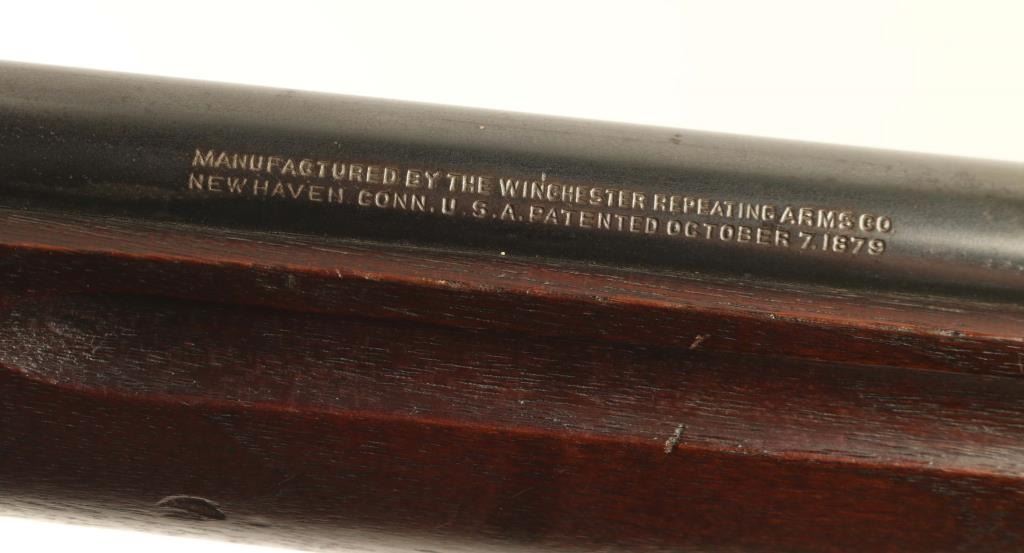 MANUFACTURED BY THE WINCHESTER REPEATING ARMS CO.
NEW HAVEN. CONN. U. S. A. PATENTED OCTOBER 7, 1879